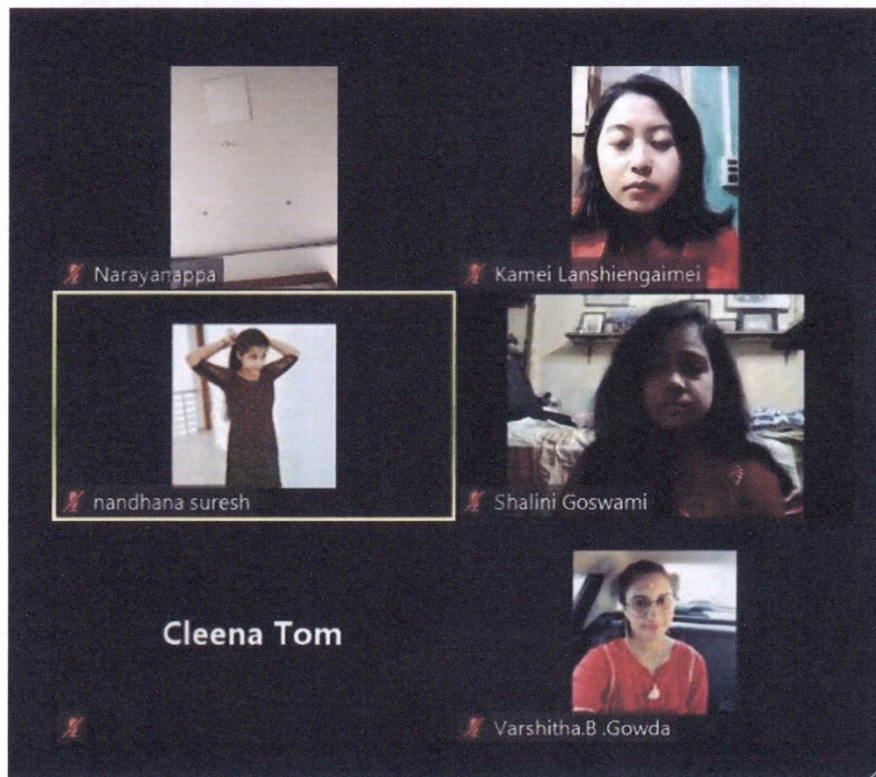 Narayanappa
Kamei Lanshiengaimei
nandhana suresh
Shalini Goswami
Cleena Tom
Varshitha.B .Gowda